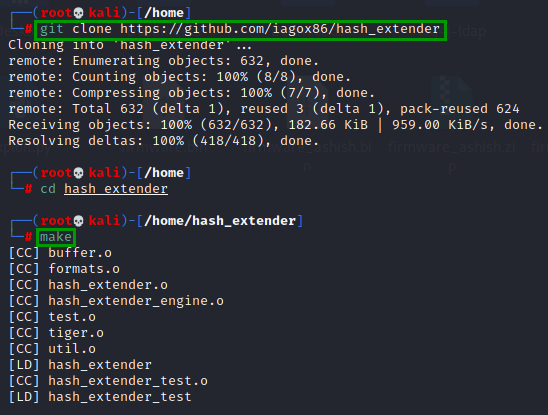 ┌──(root💀kali)-[/home]
└─# git clone https://github.com/iagox86/hash_extender
Cloning into 'hash_extender'...
remote: Enumerating objects: 632, done.
remote: Counting objects: 100% (8/8), done.
remote: Compressing objects: 100% (7/7), done.
remote: Total 632 (delta 1), reused 3 (delta 1), pack-reused 624
Receiving objects: 100% (632/632), 182.66 KiB | 959.00 KiB/s, done.
Resolving deltas: 100% (418/418), done.
┌──(root💀kali)-[/home]
└─# cd hash_extender
┌──(root💀kali)-[/home/hash_extender]
└─# make
[CC] buffer.o
[CC] formats.o
[CC] hash_extender.o
[CC] hash_extender_engine.o
[CC] test.o
[CC] tiger.o
[CC] util.o
[LD] hash_extender
[CC] hash_extender_test.o
[LD] hash_extender_test